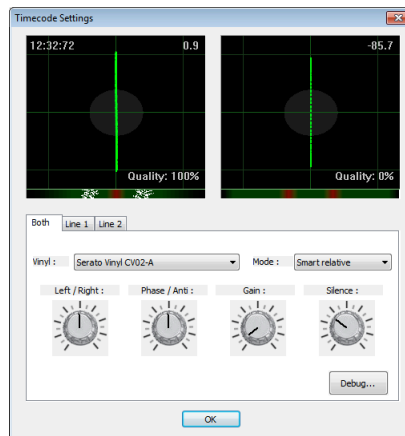 Timecode Settings
12:32:72 0.9
-85.7
Quality: 100%
Quality: 0%
Both Line 1 Line 2
Vinyl : Serato Vinyl CV02-A Mode : Smart relative
Left / Right : Phase / Anti : Gain : Silence :
Debug...
OK